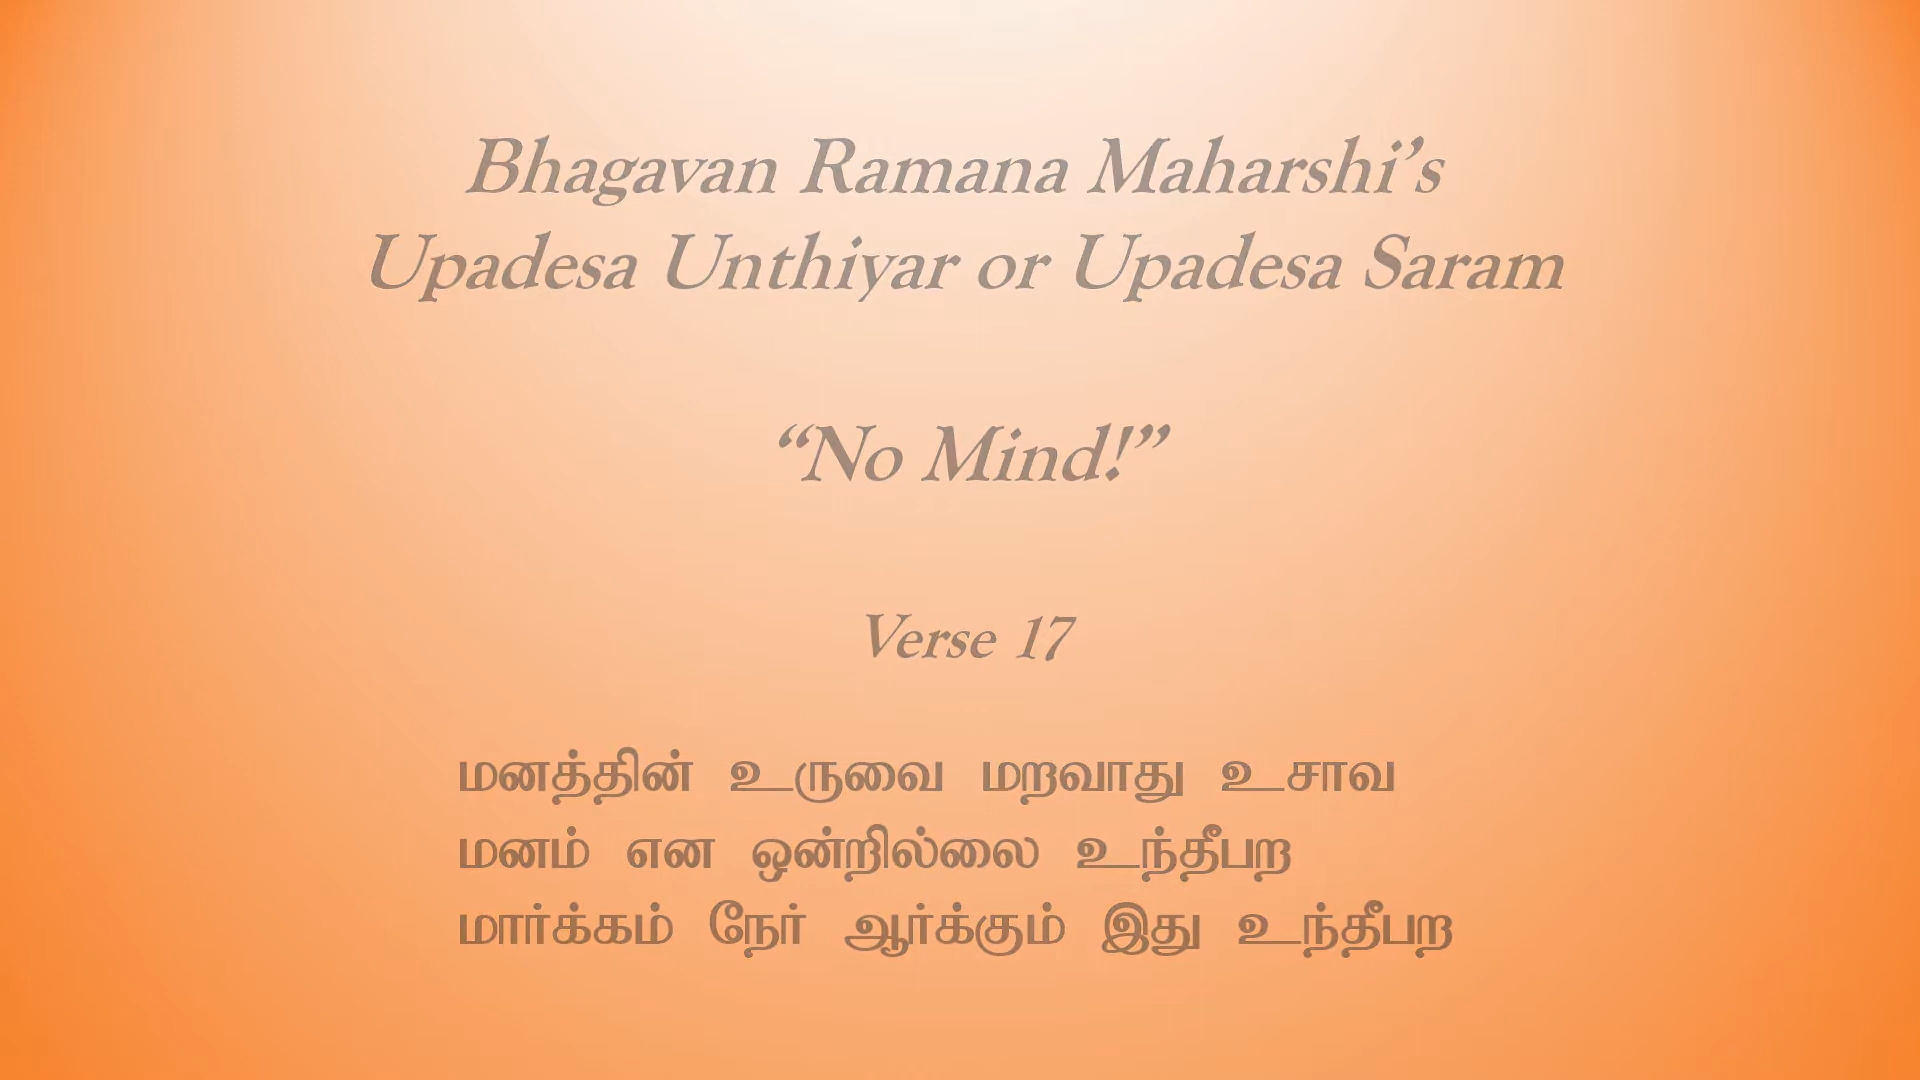 Bhagavan Ramana Maharshi’s
Upadesa Unthiyar or Upadesa Saram
“No Mind!”
Verse 17
மனத்தின் உருவை மறவாது உசாவ
மனம் என ஒன்றில்லை உந்தீபற
மார்க்கம் நேர் ஆர்க்கும் இது உந்தீபற